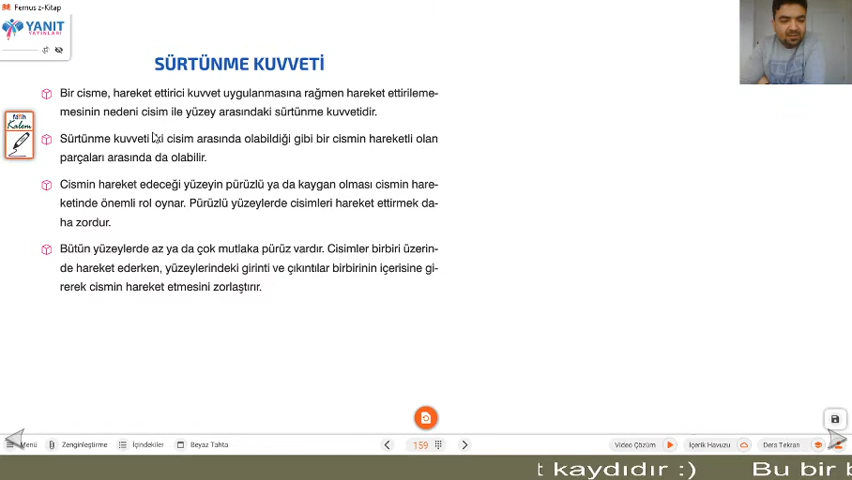 Fernus z-Kitap
YANIT
YAYINLARI
SÜRTÜNME KUVVETİ
Bir cisme, hareket ettirici kuvvet uygulanmasına rağmen hareket ettirileme-
mesinin nedeni cisim ile yüzey arasındaki sürtünme kuvvetidir.
fatih
Kalem
Sürtünme kuvveti iki cisim arasında olabildiği gibi bir cismin hareketli olan
parçaları arasında da olabilir.
Cismin hareket edeceği yüzeyin pürüzlü ya da kaygan olması cismin hare-
ketinde önemli rol oynar. Pürüzlü yüzeylerde cisimleri hareket ettirmek da-
ha zordur.
Bütün yüzeylerde az ya da çok mutlaka pürüz vardır. Cisimler birbiri üzerin-
de hareket ederken, yüzeylerindeki girinti ve çıkıntılar birbirinin içerisine gi-
rerek cismin hareket etmesini zorlaştırır.
Menü Zenginleştirme İçindekiler Beyaz Tahta 159 Video Çözüm İçerik Havuzu Ders Tekrarı
t kaydıdır :) Bu bir b